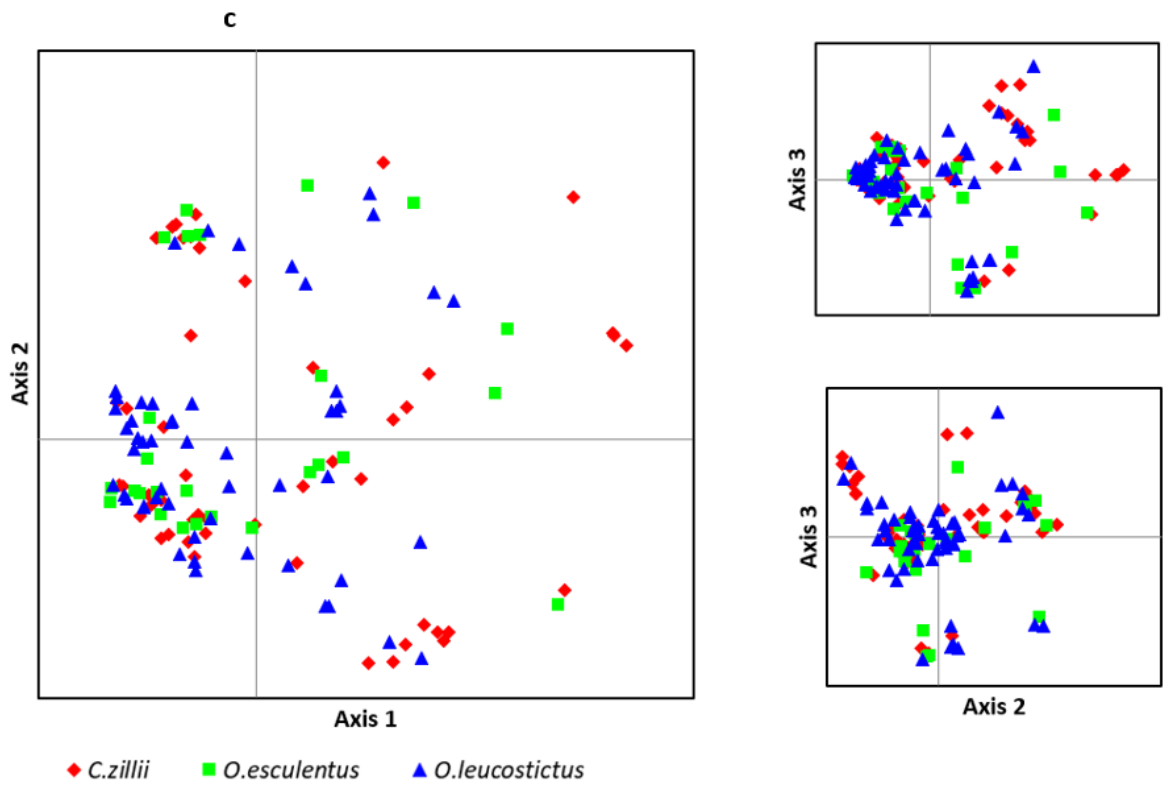 c
Axis 2
Axis 1
Axis 3
Axis 3
Axis 2
C.zillii O.esculentus O.leucostictus